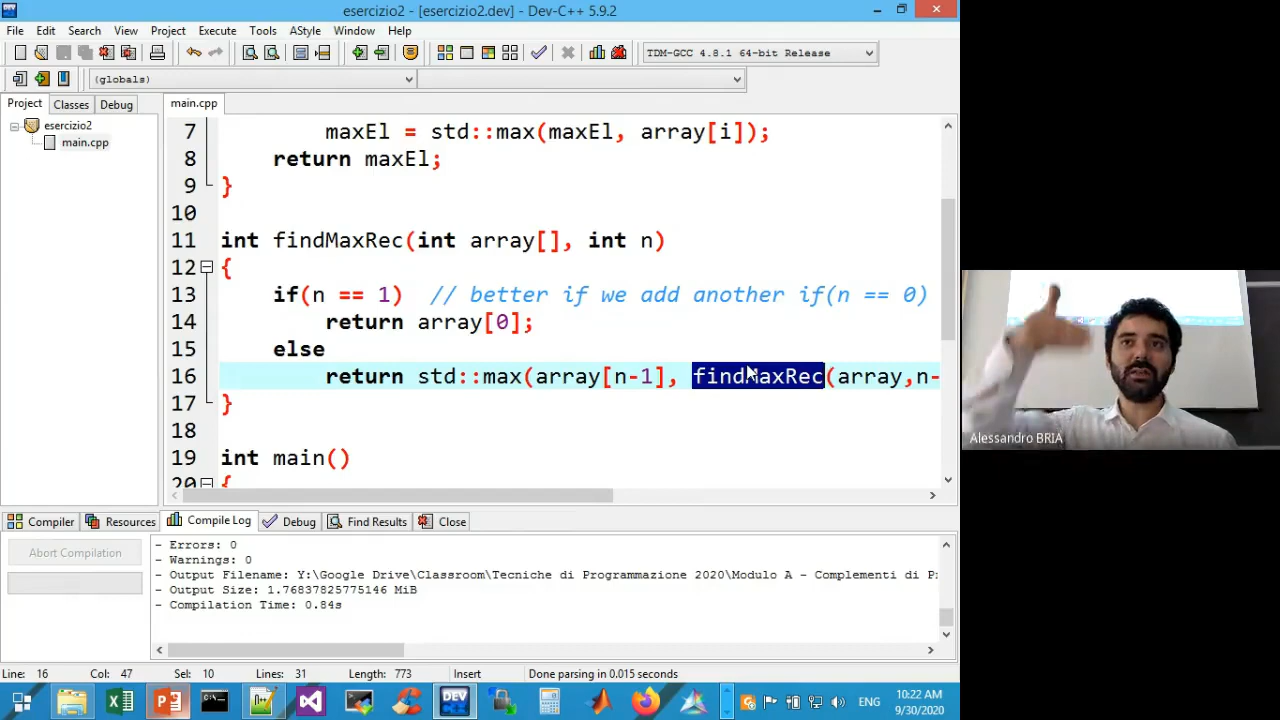 esercizio2 - [esercizio2.dev] - Dev-C++ 5.9.2
File Edit Search View Project Execute Tools AStyle Window Help
TDM-GCC 4.8.1 64-bit Release
(globals)
Project Classes Debug
main.cpp
esercizio2
main.cpp
7 maxEl = std::max(maxEl, array[i]);
8 return maxEl;
9 }
10
11 int findMaxRec(int array[], int n)
12 {
13 if(n == 1) // better if we add another if(n == 0)
14 return array[0];
15 else
16 return std::max(array[n-1], findMaxRec(array,n-
17 }
18
19 int main()
20 {
Compiler Resources Compile Log Debug Find Results Close
Abort Compilation
- Errors: 0
- Warnings: 0
- Output Filename: Y:\Google Drive\Classroom\Tecniche di Programmazione 2020\Modulo A - Complementi di P
- Output Size: 1.76837825775146 MiB
- Compilation Time: 0.84s
Line: 16 Col: 47 Sel: 10 Lines: 31 Length: 773 Insert Done parsing in 0.015 seconds
DEV
ENG
10:22 AM
9/30/2020
Alessandro BRIA